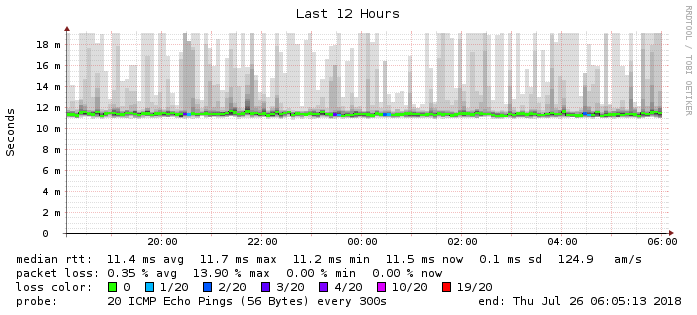 Last 12 Hours
RRDTOOL / TOBI OETIKER
Seconds
18 m
16 m
14 m
12 m
10 m
8 m
6 m
4 m
2 m
0
20:00 22:00 00:00 02:00 04:00 06:00
median rtt: 11.4 ms avg 11.7 ms max 11.2 ms min 11.5 ms now 0.1 ms sd 124.9 am/s
packet loss: 0.35 % avg 13.90 % max 0.00 % min 0.00 % now
loss color: 0 1/20 2/20 3/20 4/20 10/20 19/20
probe: 20 ICMP Echo Pings (56 Bytes) every 300s end: Thu Jul 26 06:05:13 2018